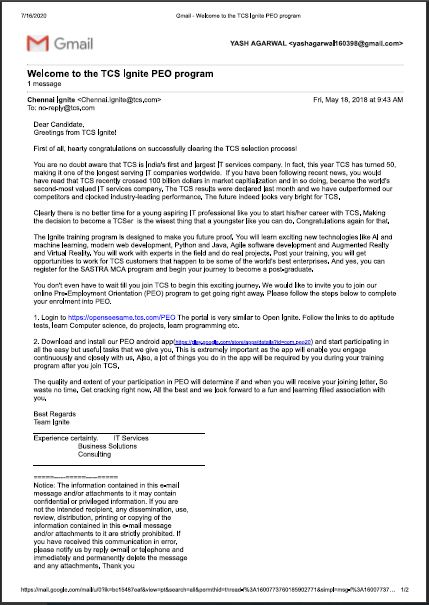 7/16/2020 Gmail - Welcome to the TCS Ignite PEO program
Gmail YASH AGARWAL <yashagarwal160398@gmail.com>
Welcome to the TCS Ignite PEO program
1 message
Chennai Ignite <Chennai.Ignite@tcs.com> Fri, May 18, 2018 at 9:43 AM
To: no-reply@tcs.com
Dear Candidate,
Greetings from TCS Ignite!
First of all, hearty congratulations on successfully clearing the TCS selection process!
You are no doubt aware that TCS is India's first and largest IT services company. In fact, this year TCS has turned 50,
making it one of the longest serving IT companies worldwide. If you have been following recent news, you would
have read that TCS recently crossed 100 billion dollars in market capitialization and in so doing, became the world's
second-most valued IT services company. The TCS results were declared last month and we have outperformed our
competitors and clocked industry-leading performance. The future indeed looks very bright for TCS.
Clearly there is no better time for a young aspiring IT professional like you to start his/her career with TCS. Making
the decision to become a TCSer is the wisest thing that a youngster like you can do. Congratulations again for that.
The Ignite training program is designed to make you future proof. You will learn exciting new technologies like AI and
machine learning, modern web development, Python and Java, Agile software development and Augmented Realty
and Virtual Reality. You will work with experts in the field and do real projects. Post your training, you will get
opportunities to work for TCS customers that happen to be some of the world's best enterprises. And yes, you can
register for the SASTRA MCA program and begin your journey to become a post-graduate.
You don't even have to wait till you join TCS to begin this exciting journey. We would like to invite you to join our
online Pre-Employment Orientation (PEO) program to get going right away. Please follow the steps below to complete
your enrolment into PEO.
1. Login to https://openseesame.tcs.com/PEO The portal is very similar to Open Ignite. Follow the links to do aptitude
tests, learn Computer science, do projects, learn programming etc.
2. Download and install our PEO android app and start participating in
all the easy but useful tasks that we give you. This is extremely important as the app will enable you engage
continuously and closely with us. Also, a lot of things you do in the app will be required by you during your training
program after you join TCS.
The quality and extent of your participation in PEO will determine if and when you will receive your joining letter. So
waste no time. Get cracking right now. All the best and we look forward to a fun and learning filled association with
you.
Best Regards
Team Ignite
Experience certainty. IT Services
Business Solutions
Consulting
=====-----=====-----=====
Notice: The information contained in this e-mail
message and/or attachments to it may contain
confidential or privileged information. If you are
not the intended recipient, any dissemination, use,
review, distribution, printing or copying of the
information contained in this e-mail message
and/or attachments to it are strictly prohibited. If
you have received this communication in error,
please notify us by reply e-mail or telephone and
immediately and permanently delete the message
and any attachments. Thank you
1/2